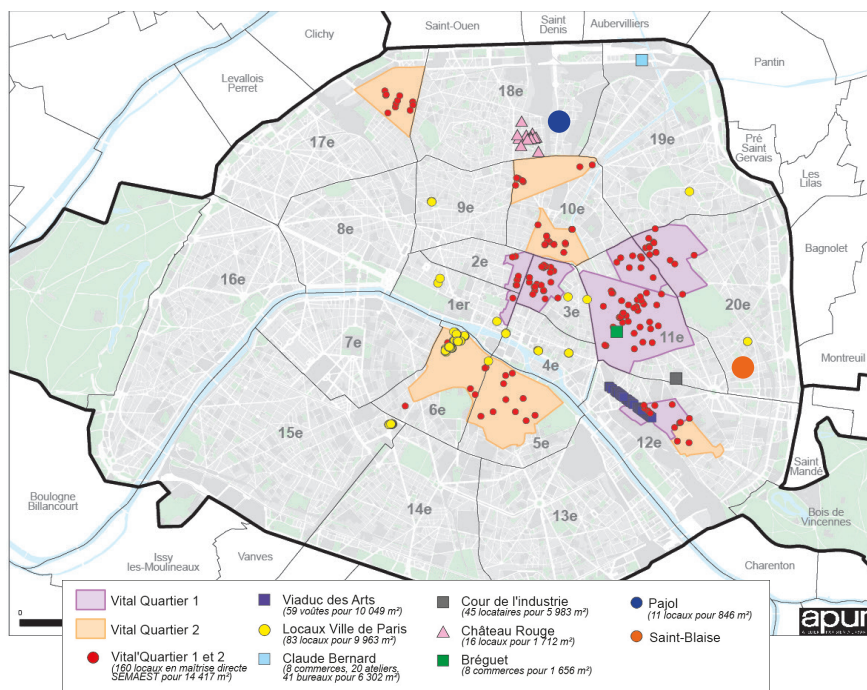 Clichy
Saint-Ouen
Saint
Denis
Aubervilliers
Levallois
Perret
Pantin
18e
17e
19e
Pré
Saint
Gervais
Les
Lilas
9e
10e
8e
2e
Bagnolet
16e
1er
3e
20e
11e
7e
4e
Montreuil
6e
5e
15e
12e
Saint
Mandé
14e
13e
Boulogne
Billancourt
Bois de
Vincennes
Issy
les-Moulineaux
Vanves
Charenton
0
Vital Quartier 1
Vital Quartier 2
Vital'Quartier 1 et 2
(160 locaux en maîtrise directe
SEMAEST pour 14 417 m²)
Viaduc des Arts
(59 voûtes pour 10 049 m²)
Locaux Ville de Paris
(83 locaux pour 9 963 m²)
Claude Bernard
(8 commerces, 20 ateliers,
41 bureaux pour 6 302 m²)
Cour de l'industrie
(45 locataires pour 5 983 m²)
Château Rouge
(16 locaux pour 1 712 m²)
Bréguet
(8 commerces pour 1 656 m²)
Pajol
(11 locaux pour 846 m²)
Saint-Blaise
apur